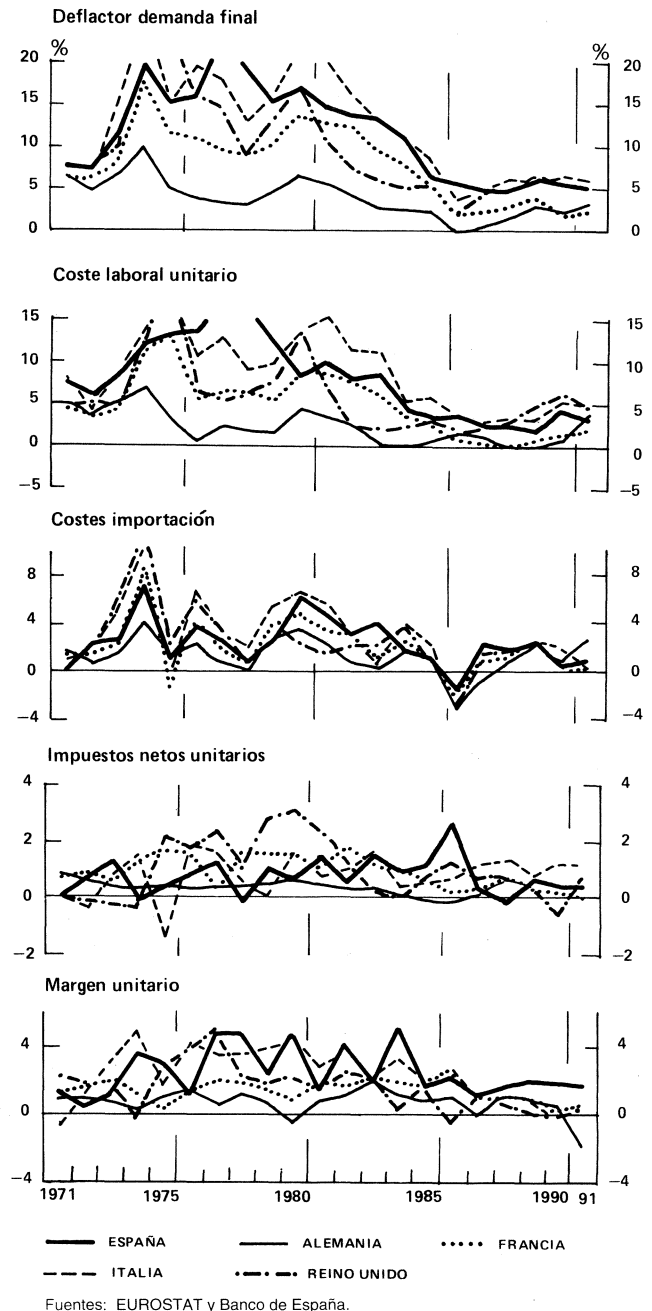 Deflactor demanda final
% %
20 20
15 15
10 10
5 5
0 0
Coste laboral unitario
15 15
10 10
5 5
0 0
−5 −5
Costes importación
8 8
4 4
0 0
−4 −4
Impuestos netos unitarios
4 4
2 2
0 0
−2 −2
Margen unitario
4 4
0 0
−4 −4
1971 1975 1980 1985 1990 91
ESPAÑA ALEMANIA FRANCIA
ITALIA REINO UNIDO
Fuentes: EUROSTAT y Banco de España.